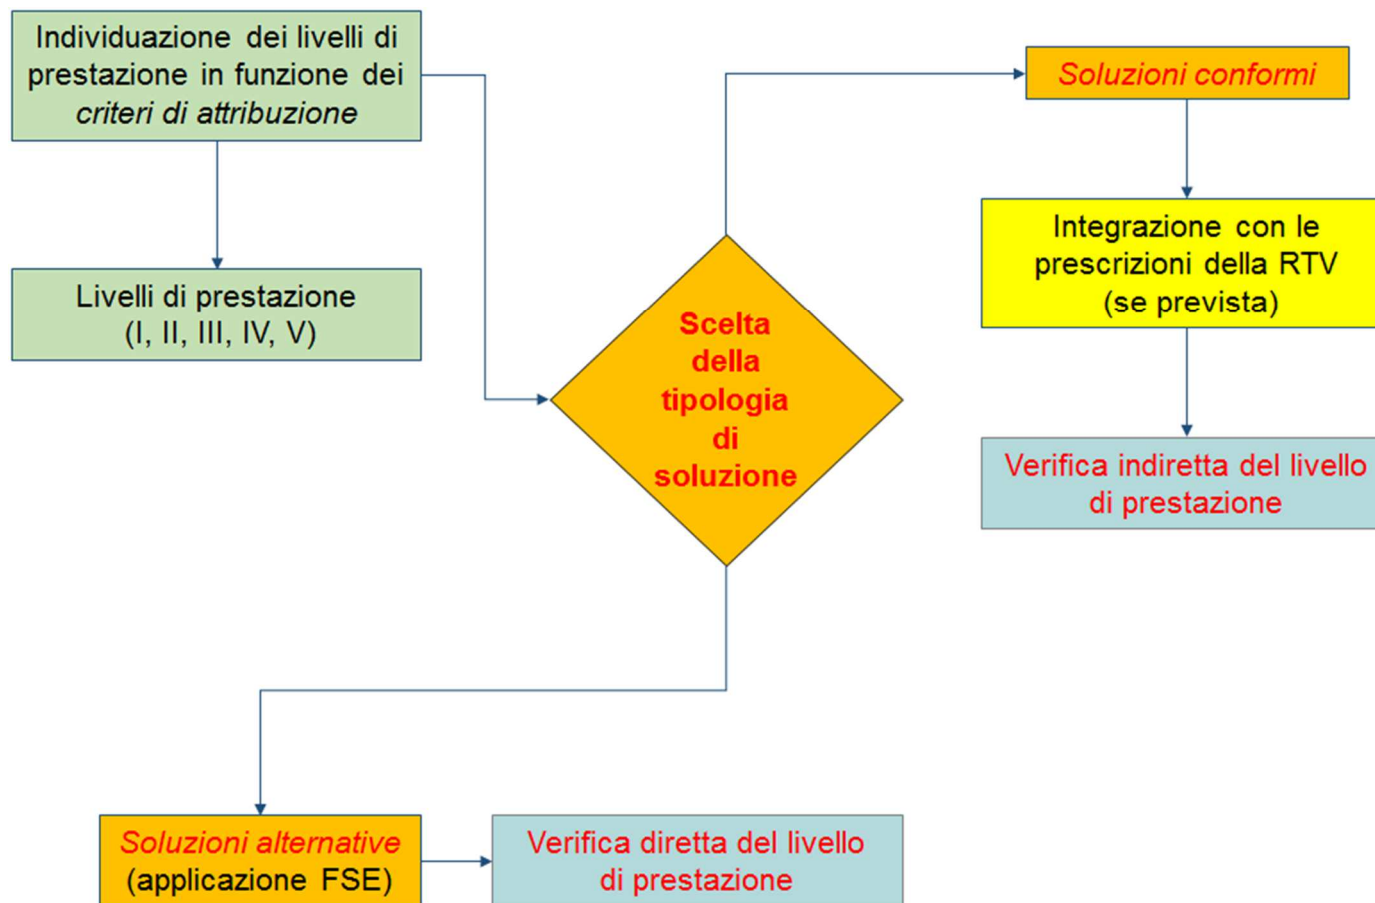 Individuazione dei livelli di
prestazione in funzione dei
criteri di attribuzione
Livelli di prestazione
(I, II, III, IV, V)
Scelta
della
tipologia
di
soluzione
Soluzioni conformi
Integrazione con le
prescrizioni della RTV
(se prevista)
Verifica indiretta del livello
di prestazione
Soluzioni alternative
(applicazione FSE)
Verifica diretta del livello
di prestazione